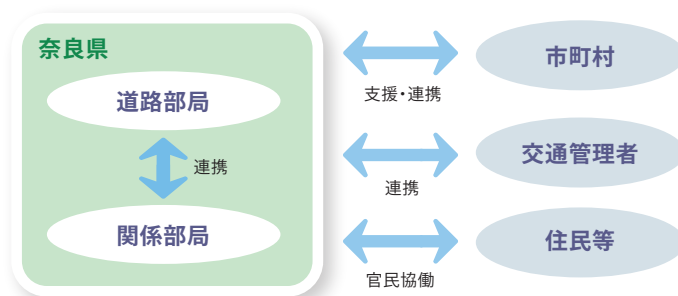 奈良県
道路部局
連携
関係部局
支援・連携
市町村
連携
交通管理者
官民協働
住民等